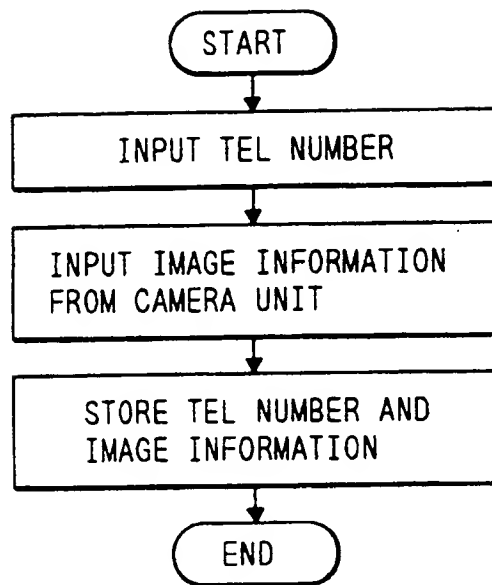 START
INPUT TEL NUMBER
INPUT IMAGE INFORMATION
FROM CAMERA UNIT
STORE TEL NUMBER AND
IMAGE INFORMATION
END